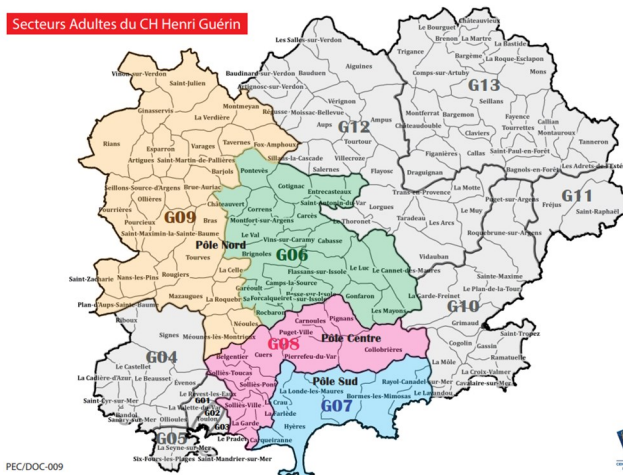 Secteurs Adultes du CH Henri Guérin
Châteauvieux
Le Bourguet
Brenon La Martre
La Bastide
Trigance
Bargème
La Roque-Esclapon
Comps-sur-Artuby
Mons
G13
Seillans
Les Salles-sur-Verdon
Aiguines
Baudinard-sur-Verdon Bauduen
Artignosc-sur-Verdon
Vérignon
Régusse Moissac-Bellevue
Ampus
Aups
G12
Tourtour
Villecroze
Sillans-la-Cascade
Salernes
Flayosc
Montferrat Bargemon
Châteaudouble
Claviers
Fayence
Tourrettes
Callian
Montauroux
Tanneron
Figanières
Callas
Saint-Paul-en-Forêt
Draguignan
Bagnols-en-Forêt
Les Adrets de l'Esté
Vinon-sur-Verdon
Saint-Julien
Ginasservis
Montmeyan
La Verdière
Rians
Esparron
Varages
Tavernes
Fox-Amphoux
Artigues
Saint-Martin-de-Pallières
Barjols
Pontevès
Seillons-Source-d'Argens
Brue-Auriac
Ollières
Pourrières
G09
Bras
Pourcieux
Saint-Maximin-la-Sainte-Baume
Pôle Nord
Tourves
Saint-Zacharie
Nans-les-Pins
Rougiers
La Celle
Plan-d'Aups-Sainte-Baume
Mazaugues
La Roquebr
Néoules
Méounes-lès-Montrieux
Cotignac
Entrecasteaux
Châteauvert
Correns
Saint-Antonin-du-Var
Montfort-sur-Argens
Carcès
Le Thoronet
Le Val
Vins-sur-Caramy
Cabasse
Brignoles
G06
Flassans-sur-Issole
Le Luc
Le Cannet-des-Maures
Camps-la-Source
Garéoult
Besse-sur-Issole
Forcalqueiret
Gonfaron
Rocbaron
Les Mayons
Trans-en-Provence
La Motte
Puget-sur-Argens
G11
Fréjus
Saint-Raphaël
Lorgues
Le Muy
Taradeau
Les Arcs
Roquebrune-sur-Argens
Vidauban
Sainte-Maxime
Le Plan-de-la-Tour
La Garde-Freinet
G10
Grimaud
Saint-Tropez
Cogolin
Gassin
Ramatuelle
La Môle
La Croix-Valmer
Cavalaire-sur-Mer
Riboux
Signes
G04
Le Castellet
La Cadière-d'Azur
Le Beausset
Evenos
Saint-Cyr-sur-Mer
Le Revest-les-Eaux
G01
La Valette-du-Var
Bandol
Ollioules
G02
Toulon
Sanary-sur-Mer
G05
G03
La Seyne-sur-Mer
Six-Fours-les-Plages
Saint-Mandrier-sur-Mer
Carnoules
Pignans
G08
Puget-Ville
Pôle Centre
Belgentier
Cuers
Pierrefeu-du-Var
Collobrières
Solliès-Toucas
Solliès-Pont
Solliès-Ville
La Farlède
La Garde
Le Pradet
Carqueiranne
Pôle Sud
Rayol-Canadel-sur-Mer
La Londe-les-Maures
G07
Bormes-les-Mimosas
Le Lavandou
La Crau
Hyères
PEC/DOC-009